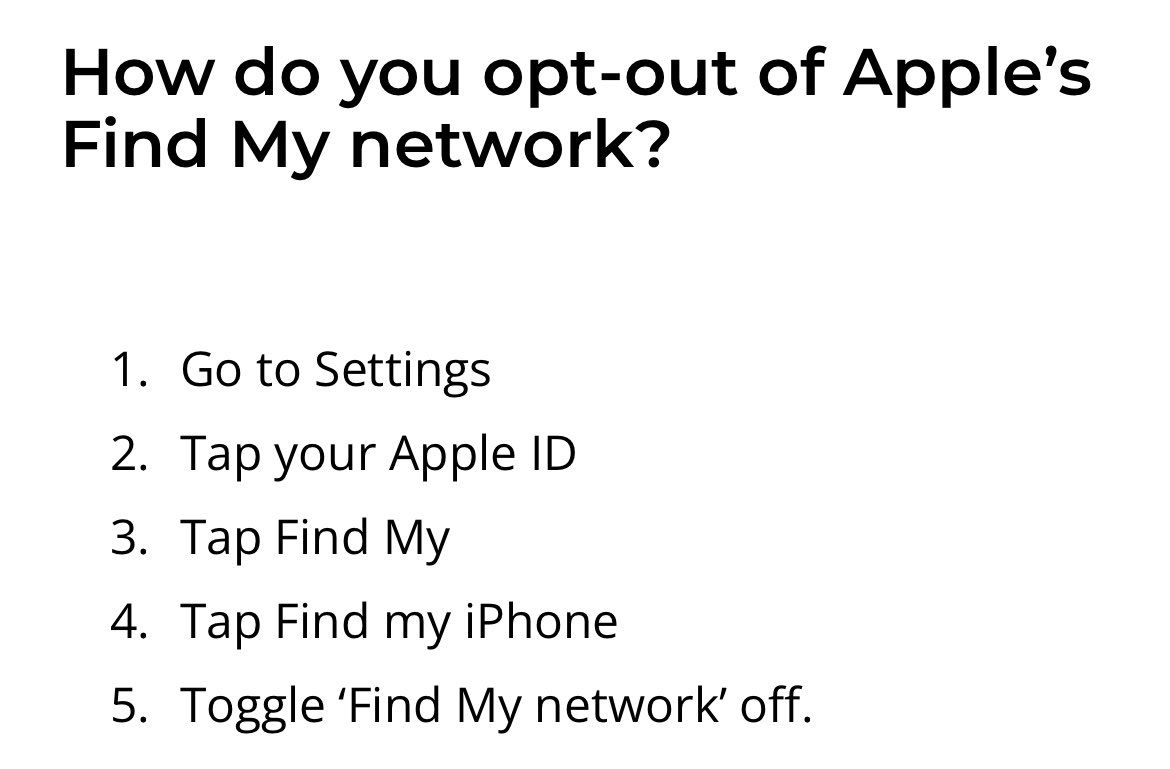 How do you opt-out of Apple’s
Find My network?
1. Go to Settings
2. Tap your Apple ID
3. Tap Find My
4. Tap Find my iPhone
5. Toggle ‘Find My network’ off.